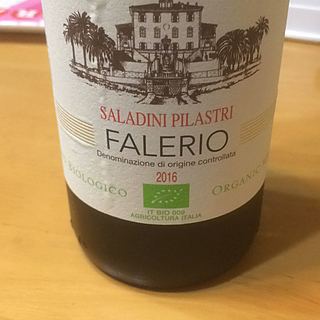 SALADINI PILASTRI
FALERIO
Denominazione di origine controllata
2016
BIOLOGICO
ORGANIC
IT BIO 009
AGRICOLTURA ITALIA